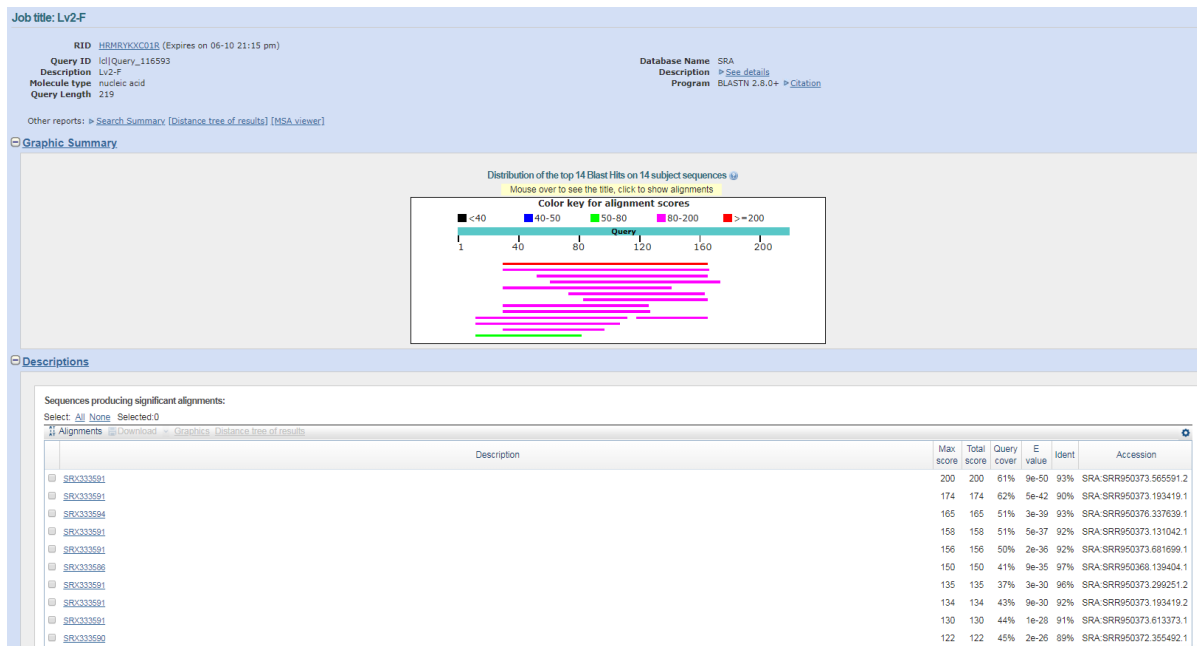 Job title: Lv2-F
RID HRMRYKXC01R (Expires on 06-10 21:15 pm)
Query ID lcl|Query_116593
Description Lv2-F
Molecule type nucleic acid
Query Length 219
Database Name SRA
Description See details
Program BLASTN 2.8.0+ Citation
Other reports: Search Summary [Distance tree of results] [MSA viewer]
Graphic Summary
Distribution of the top 14 Blast Hits on 14 subject sequences
Mouse over to see the title, click to show alignments
Color key for alignment scores
<40 40-50 50-80 80-200 >=200
Query
1 40 80 120 160 200
Descriptions
Sequences producing significant alignments:
Select: All None Selected:0
Alignments Download Graphics Distance tree of results
Description Max score Total score Query cover E value Ident Accession
SRX333591 200 200 61% 9e-50 93% SRA:SRR950373.565591.2
SRX333591 174 174 62% 5e-42 90% SRA:SRR950373.193419.1
SRX333594 165 165 51% 3e-39 93% SRA:SRR950376.337639.1
SRX333591 158 158 51% 5e-37 92% SRA:SRR950373.131042.1
SRX333591 156 156 50% 2e-36 92% SRA:SRR950373.681699.1
SRX333586 150 150 41% 9e-35 97% SRA:SRR950368.139404.1
SRX333591 135 135 37% 3e-30 96% SRA:SRR950373.299251.2
SRX333591 134 134 43% 9e-30 92% SRA:SRR950373.193419.2
SRX333591 130 130 44% 1e-28 91% SRA:SRR950373.613373.1
SRX333590 122 122 45% 2e-26 89% SRA:SRR950372.355492.1